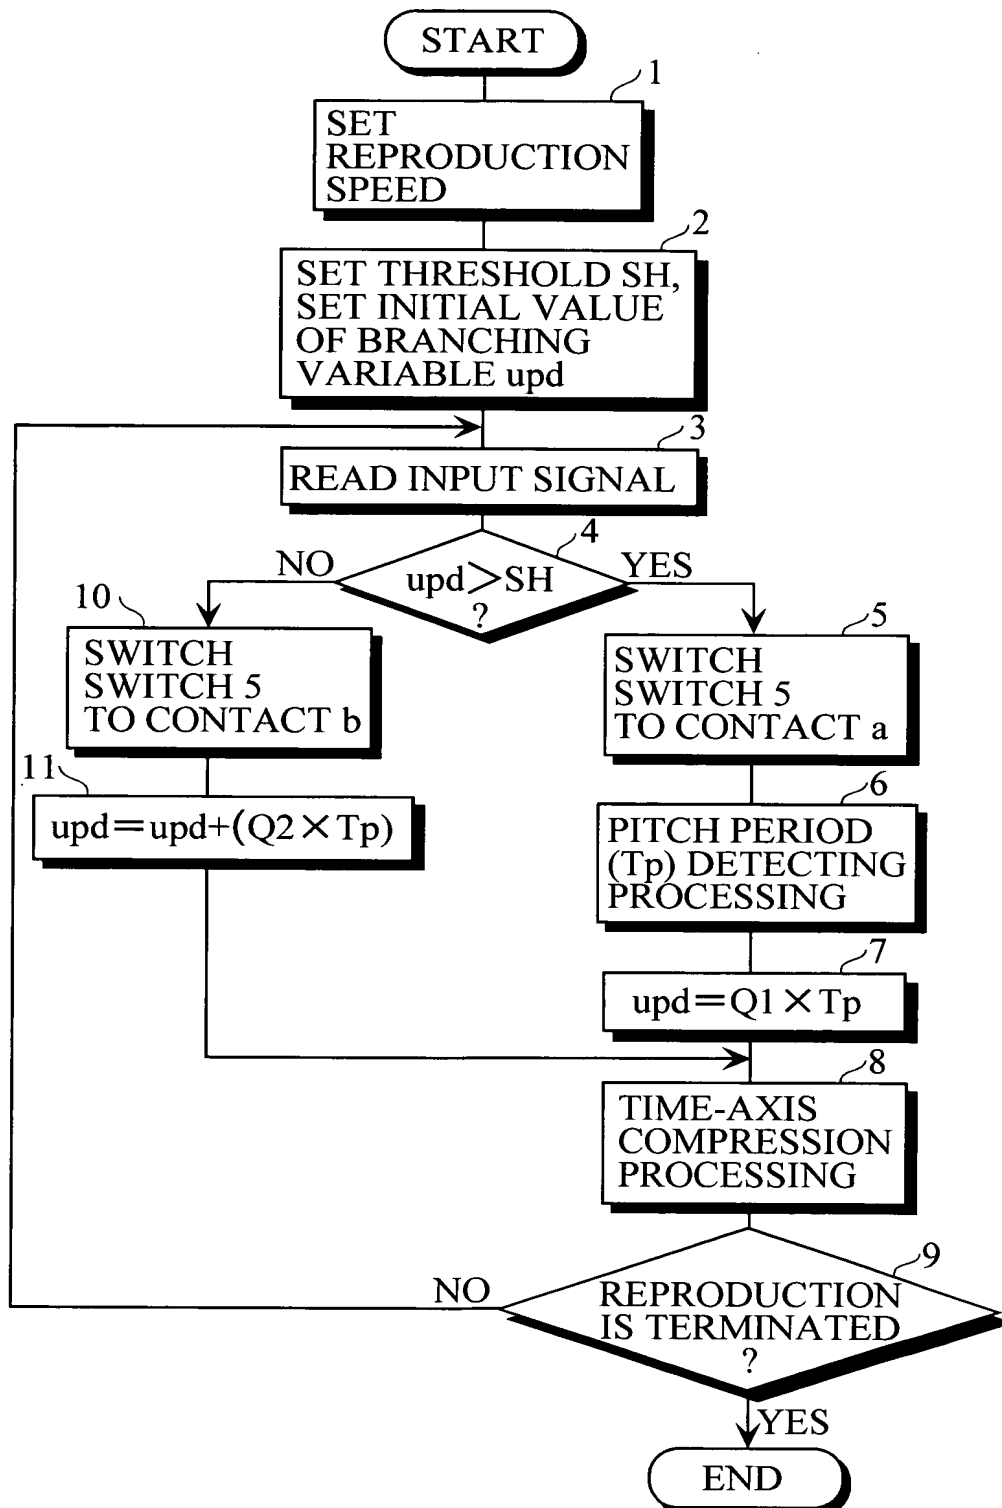 START
1
SET
REPRODUCTION
SPEED
2
SET THRESHOLD SH,
SET INITIAL VALUE
OF BRANCHING
VARIABLE upd
3
READ INPUT SIGNAL
4
NO
YES
upd>SH
?
10
SWITCH
SWITCH 5
TO CONTACT b
5
SWITCH
SWITCH 5
TO CONTACT a
11
upd=upd+(Q2×Tp)
6
PITCH PERIOD
(Tp) DETECTING
PROCESSING
7
upd=Q1×Tp
8
TIME-AXIS
COMPRESSION
PROCESSING
9
NO
REPRODUCTION
IS TERMINATED
?
YES
END